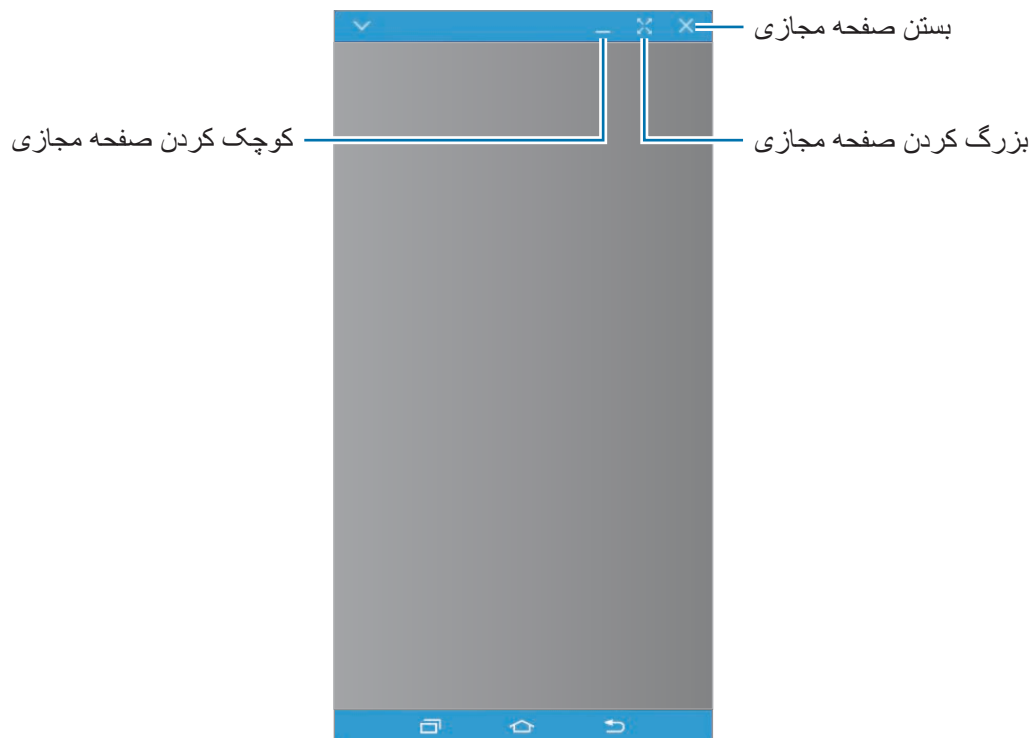 بستن صفحه مجازی
کوچک کردن صفحه مجازی
بزرگ کردن صفحه مجازی